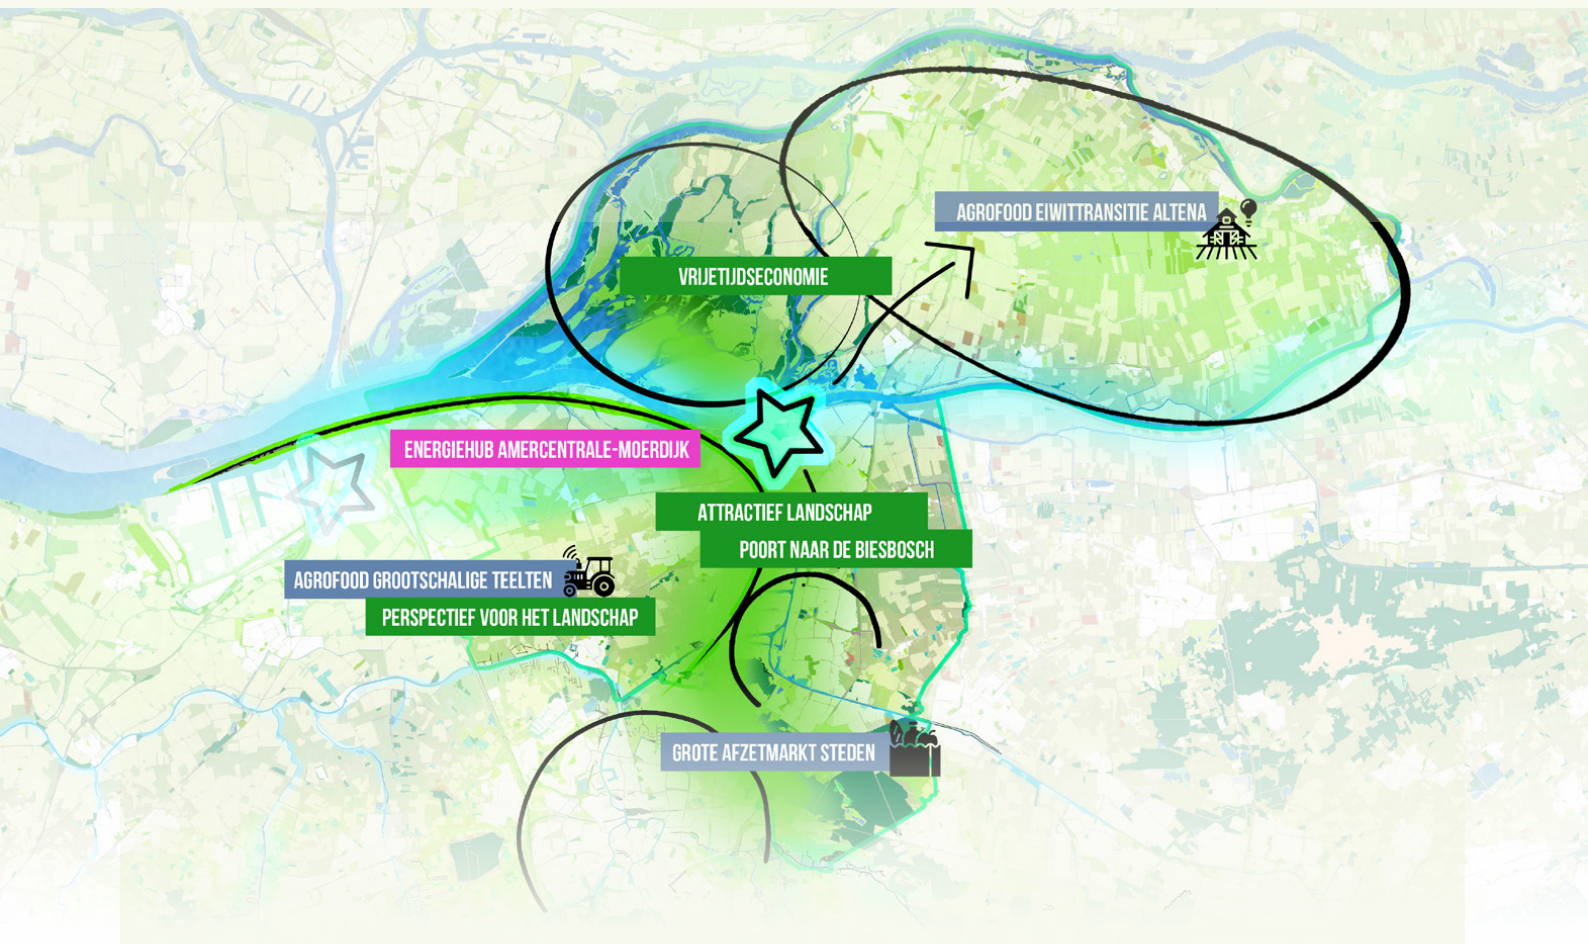 AGROFOOD EIWITTRANSITIE ALTENA
VRIJETIJDSECONOMIE
ENERGIEHUB AMERCENTRALE-MOERDIJK
ATTRACTIEF LANDSCHAP
POORT NAAR DE BIESBOSCH
AGROFOOD GROOTSCHALIGE TEELTEN
PERSPECTIEF VOOR HET LANDSCHAP
GROTE AFZETMARKT STEDEN